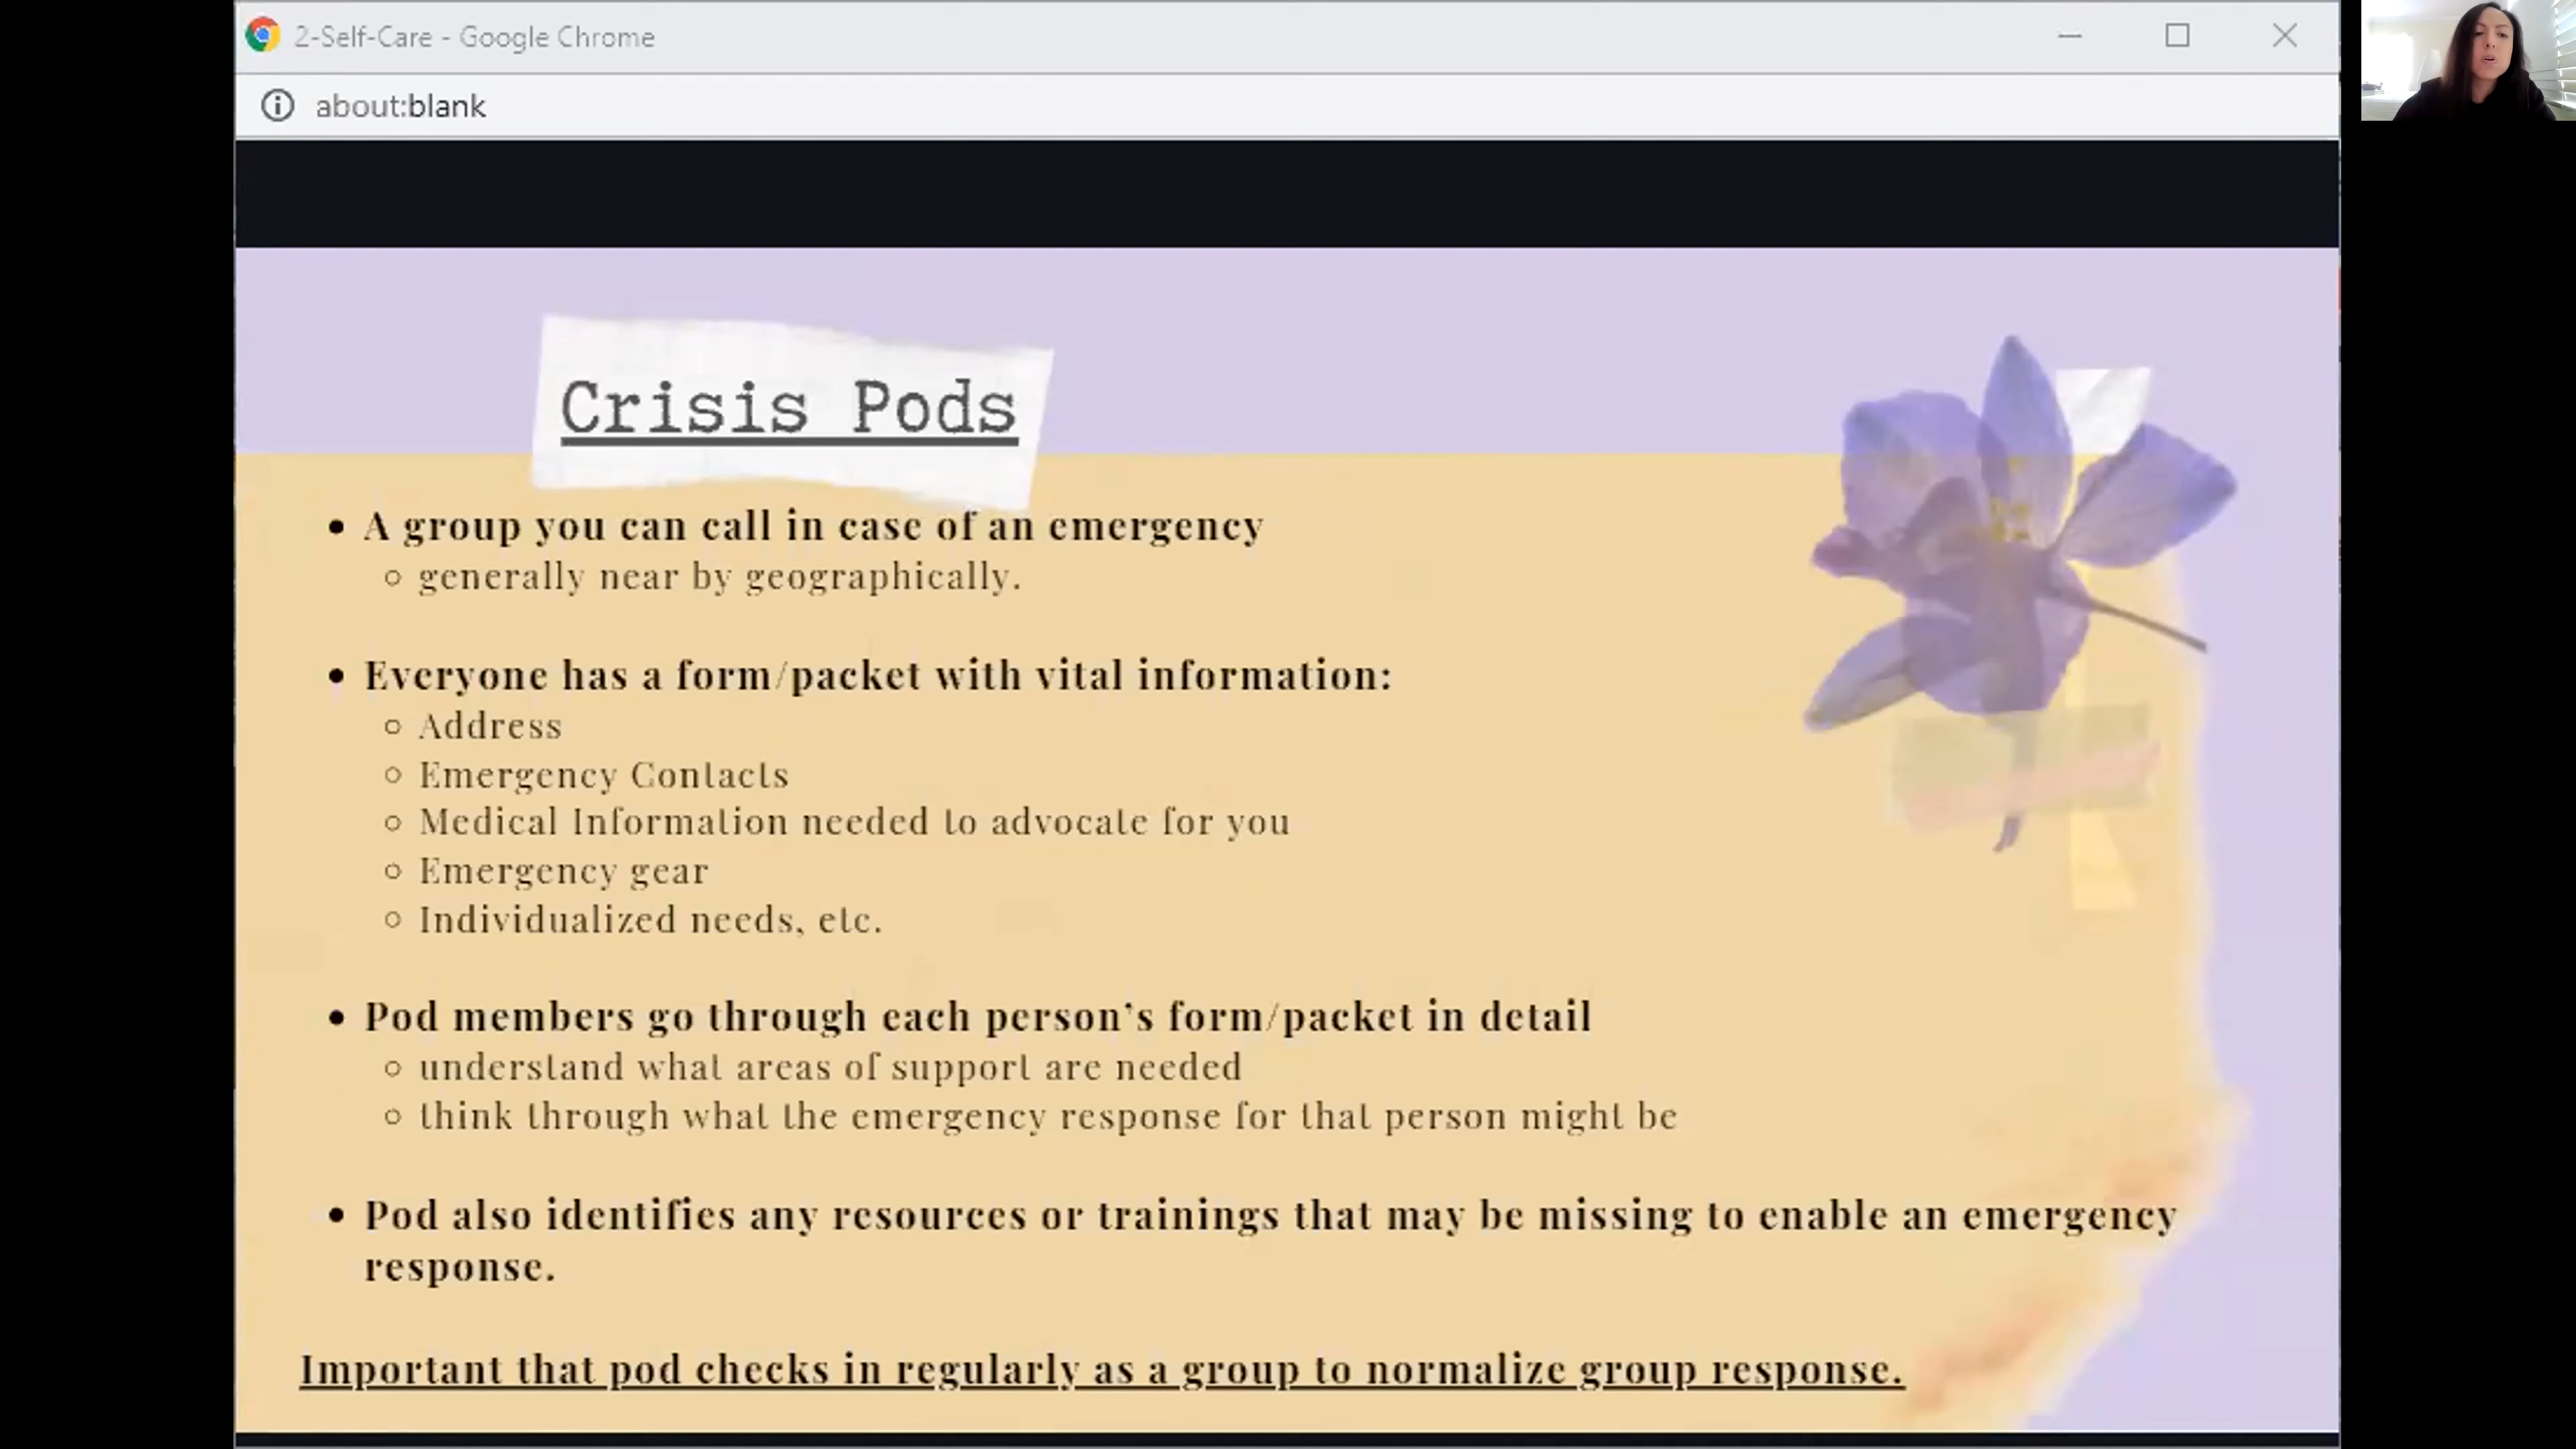 2-Self-Care - Google Chrome
about:blank
Crisis Pods
• A group you can call in case of an emergency
○ generally near by geographically.
• Everyone has a form/packet with vital information:
○ Address
○ Emergency Contacts
○ Medical Information needed to advocate for you
○ Emergency gear
○ Individualized needs, etc.
• Pod members go through each person's form/packet in detail
○ understand what areas of support are needed
○ think through what the emergency response for that person might be
• Pod also identifies any resources or trainings that may be missing to enable an emergency
response.
Important that pod checks in regularly as a group to normalize group response.